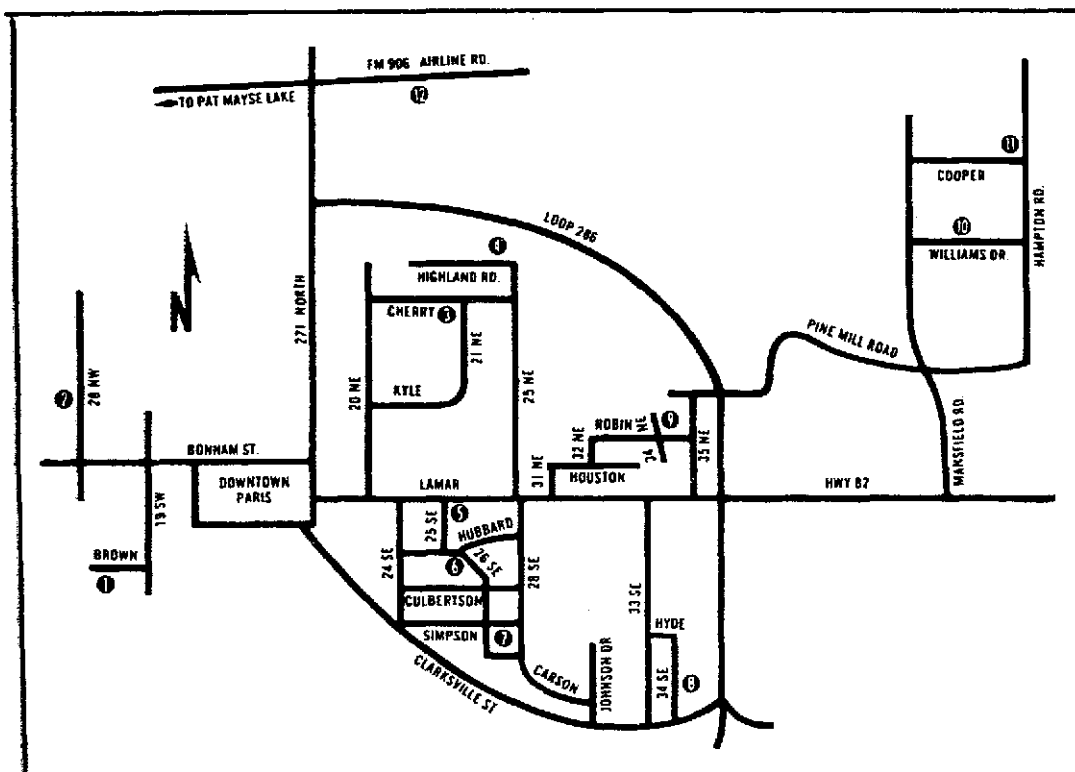 FM 906 AIRLINE RD.
TO PAT MAYSE LAKE
12
11
COOPER
10
WILLIAMS DR.
HAMPTON RD.
LOOP 286
N
271 NORTH
4
HIGHLAND RD.
CHERRY
3
21 NE
KYLE
20 NE
25 NE
PINE MILL ROAD
2
28 NW
ROBIN
9
34 NE
32 NE
31 NE
35 NE
HOUSTON
MANSFIELD RD.
BONHAM ST.
DOWNTOWN
PARIS
LAMAR
HWY 82
19 SW
BROWN
1
5
25 SE
HUBBARD
24 SE
6
26 SE
28 SE
CULBERTSON
SIMPSON
7
33 SE
HYDE
34 SE
8
CARSON
JOHNSON DR
CLARKSVILLE ST